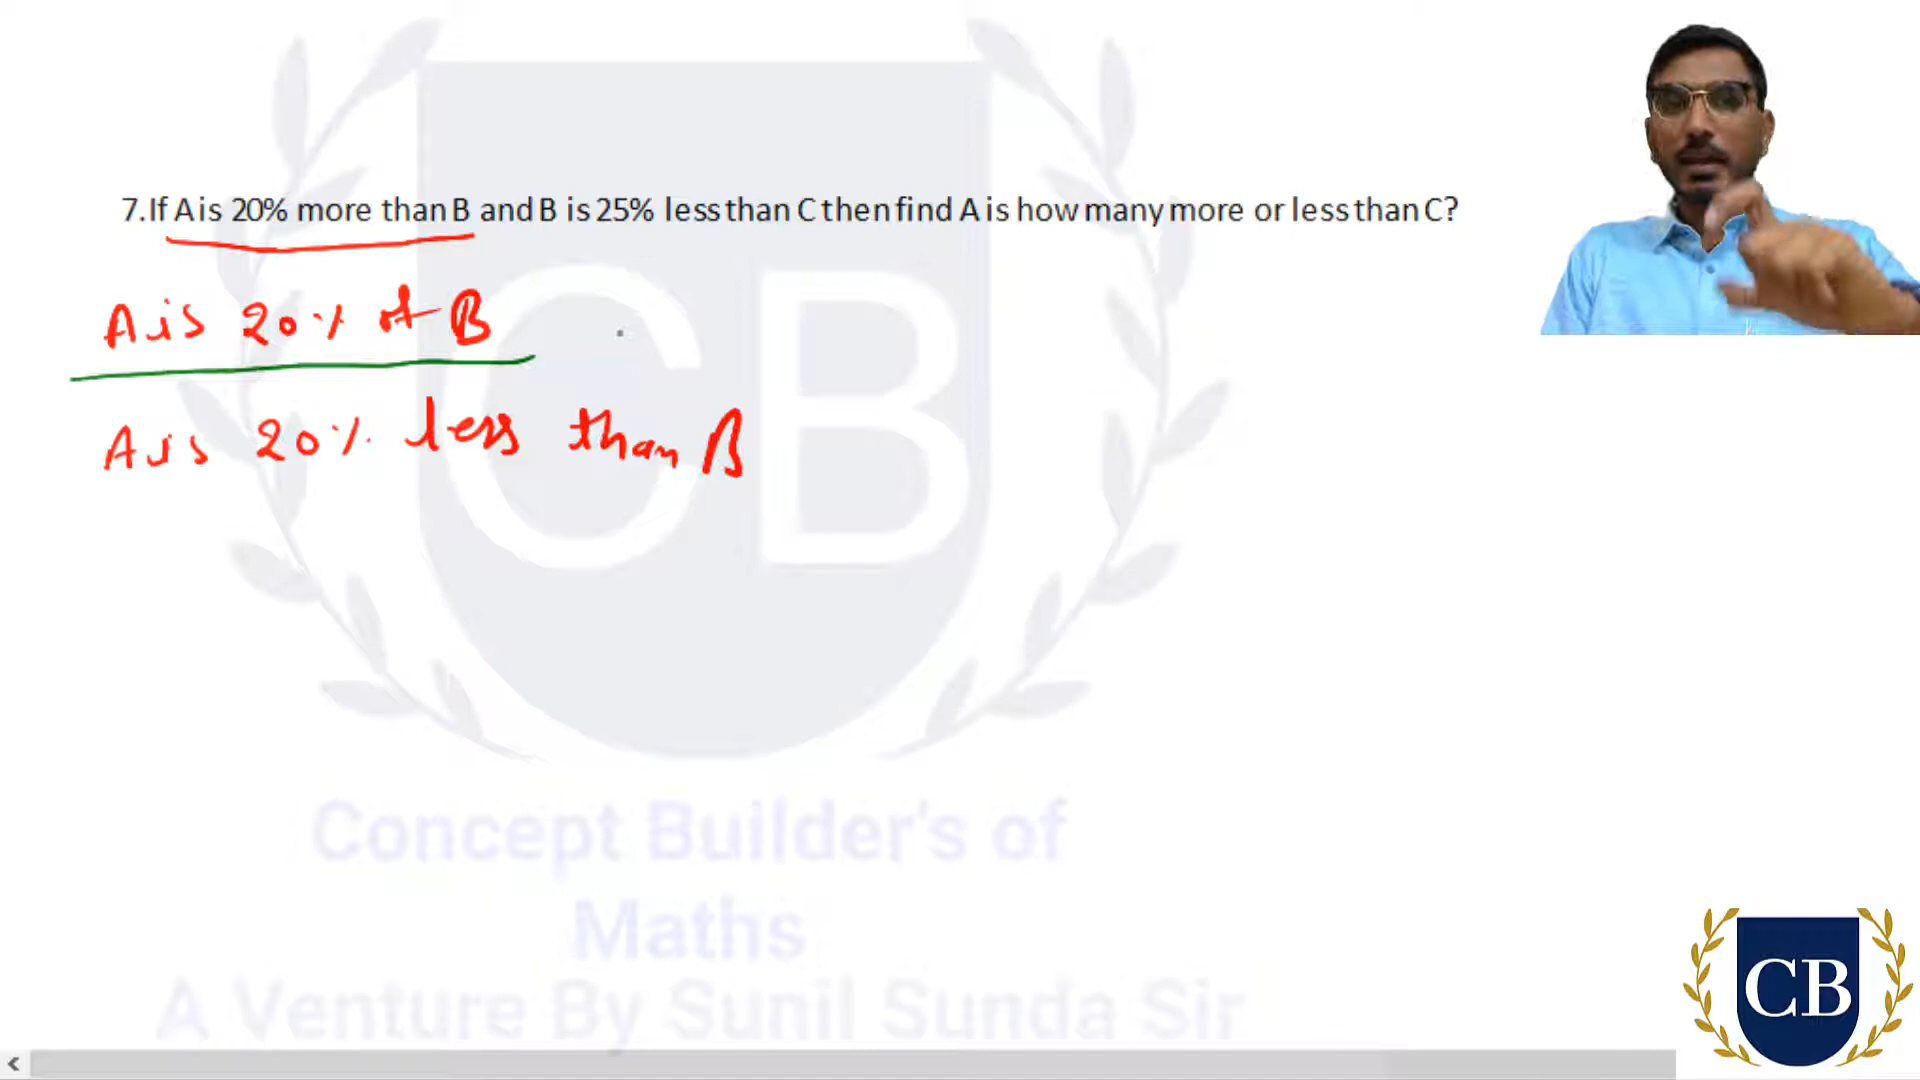 7.If A is 20% more than B and B is 25% less than C then find A is how many more or less than C?
A is 20% of B
A is 20% less than B
CB
Concept Builder's of
Maths
A Venture By Sunil Sunda Sir
CB